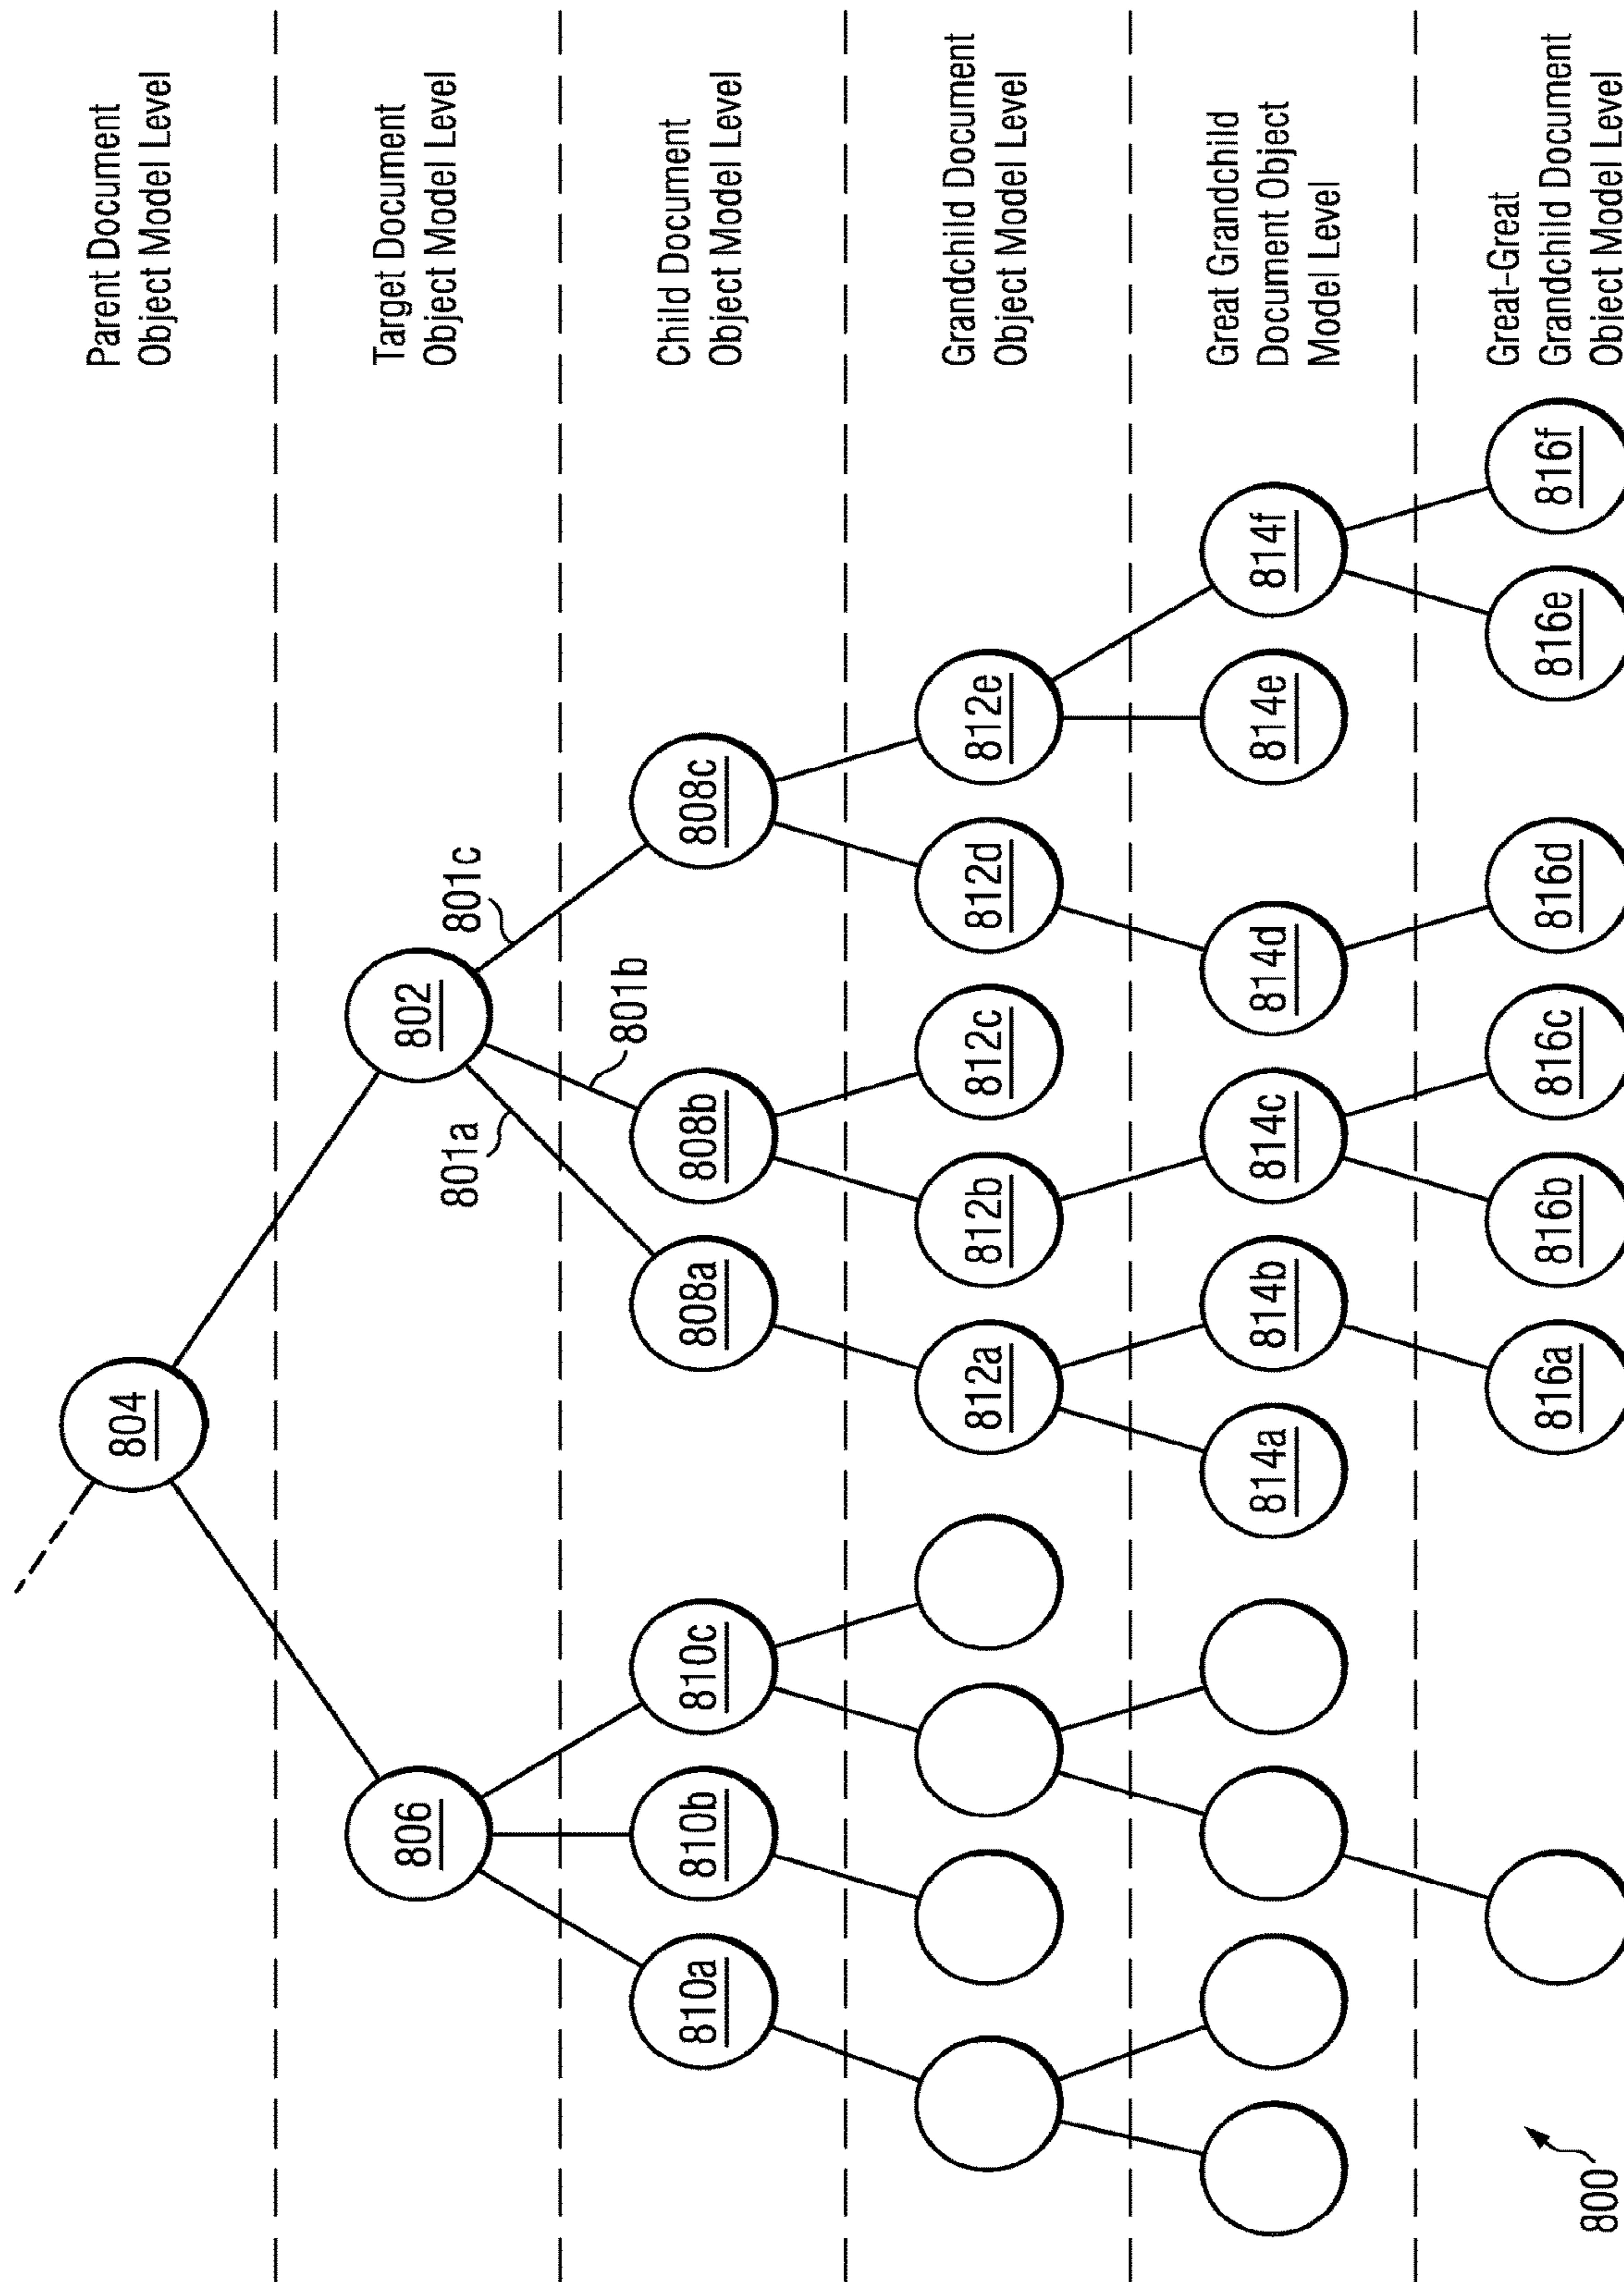 Parent Document
Object Model Level
804
Target Document
Object Model Level
806
802
801a
801b
801c
Child Document
Object Model Level
810a
810b
810c
808a
808b
808c
Grandchild Document
Object Model Level
812a
812b
812c
812d
812e
Great Grandchild
Document Object
Model Level
814a
814b
814c
814d
814e
814f
Great-Great
Grandchild Document
Object Model Level
816a
816b
816c
816d
816e
816f
800